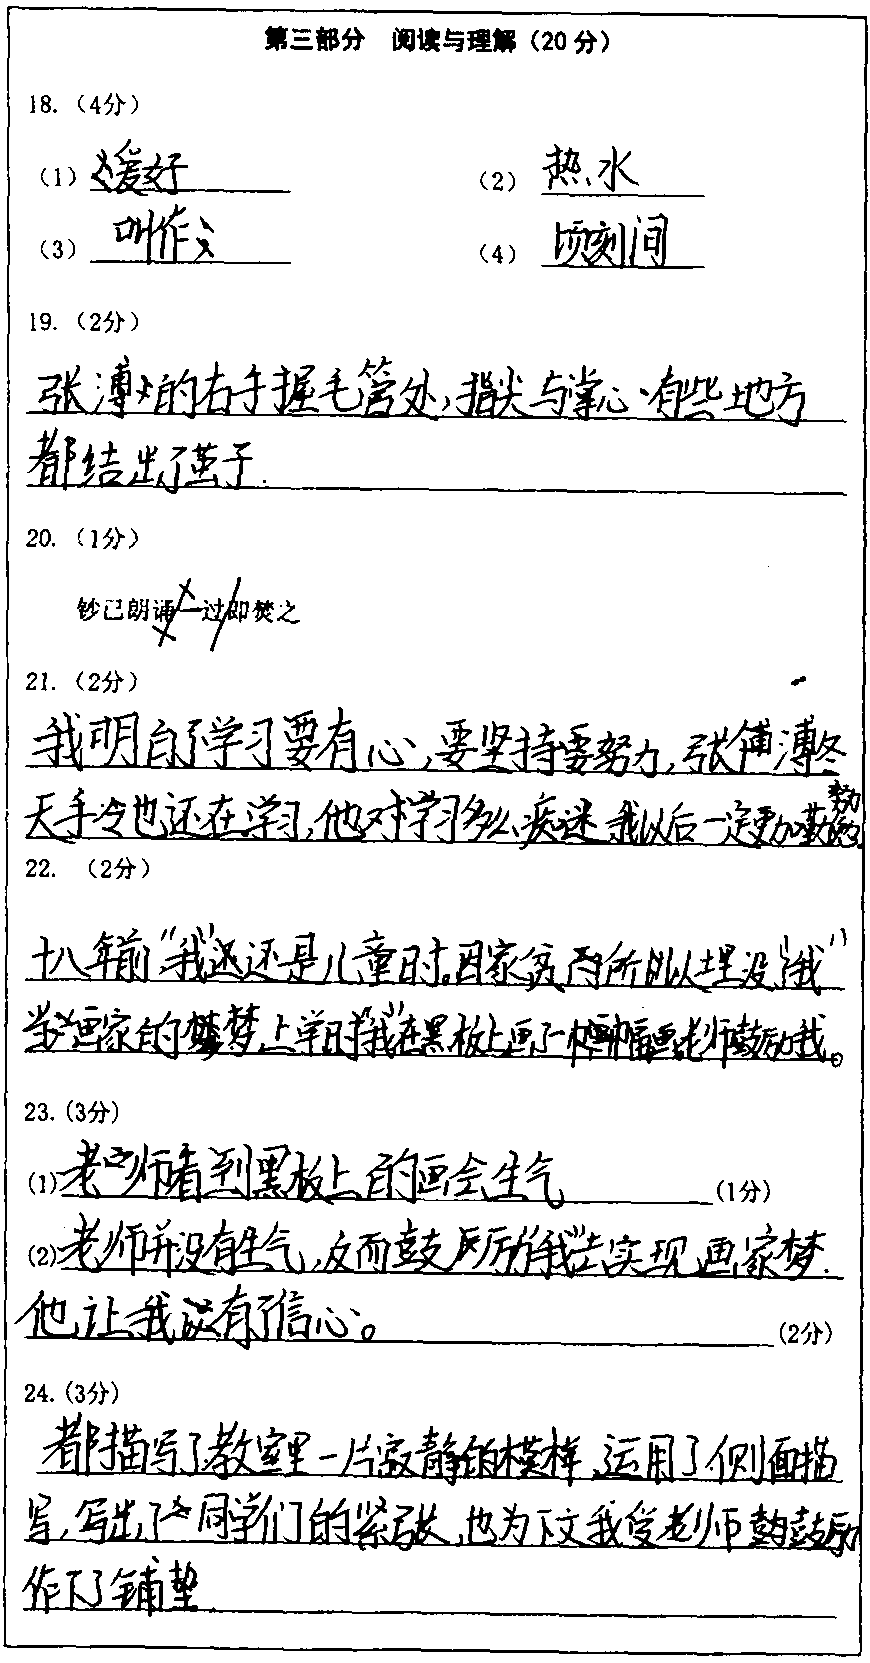 第三部分 阅读与理解（20分）
18.（4分）
（1）爱好 （2）热水
（3）叫作 （4）顷刻间
19.（2分）
张溥的右手握毛管处,指尖与掌心有些地方
都结出了茧子.
20.（1分）
钞已朗诵一过即焚之
21.（2分）
我明白了学习要有心,要坚持要努力,张溥冬
天手冷也还在学习,他对学习多么痴迷 我以后一定更加勤
22. （2分）
十八年前,"我"还是儿童时。因家贫而所以埋没了"我"
当画家的梦 上学时"我"在黑板上画了一幅画老师鼓励我。
23.(3分)
(1)老师看到黑板上的画会生气(1分)
(2)老师并没有生气,反而鼓励"我"去实现画家梦.
他让我有了信心。(2分)
24.(3分)
都描写了教室里一片寂静的模样,运用了侧面描
写,写出了同学们的紧张,也为下文我受老师鼓励
作下了铺垫.